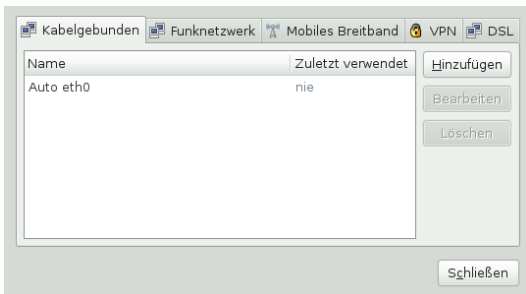 Kabelgebunden Funknetzwerk Mobiles Breitband VPN DSL
Name Zuletzt verwendet
Auto eth0 nie
Hinzufügen
Bearbeiten
Löschen
Schließen